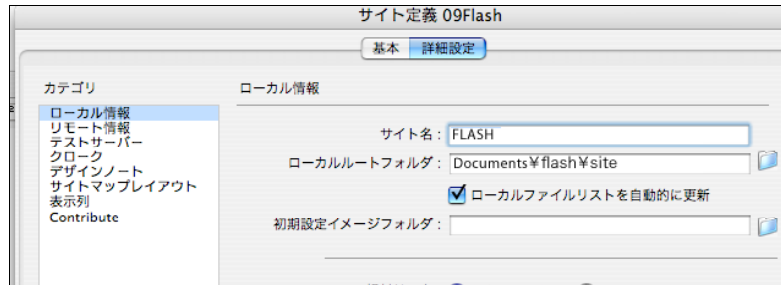 サイト定義 09Flash
基本 詳細設定
カテゴリ
ローカル情報
リモート情報
テストサーバー
クローク
デザインノート
サイトマップレイアウト
表示列
Contribute
ローカル情報
サイト名: FLASH
ローカルルートフォルダ: Documents¥flash¥site
ローカルファイルリストを自動的に更新
初期設定イメージフォルダ: